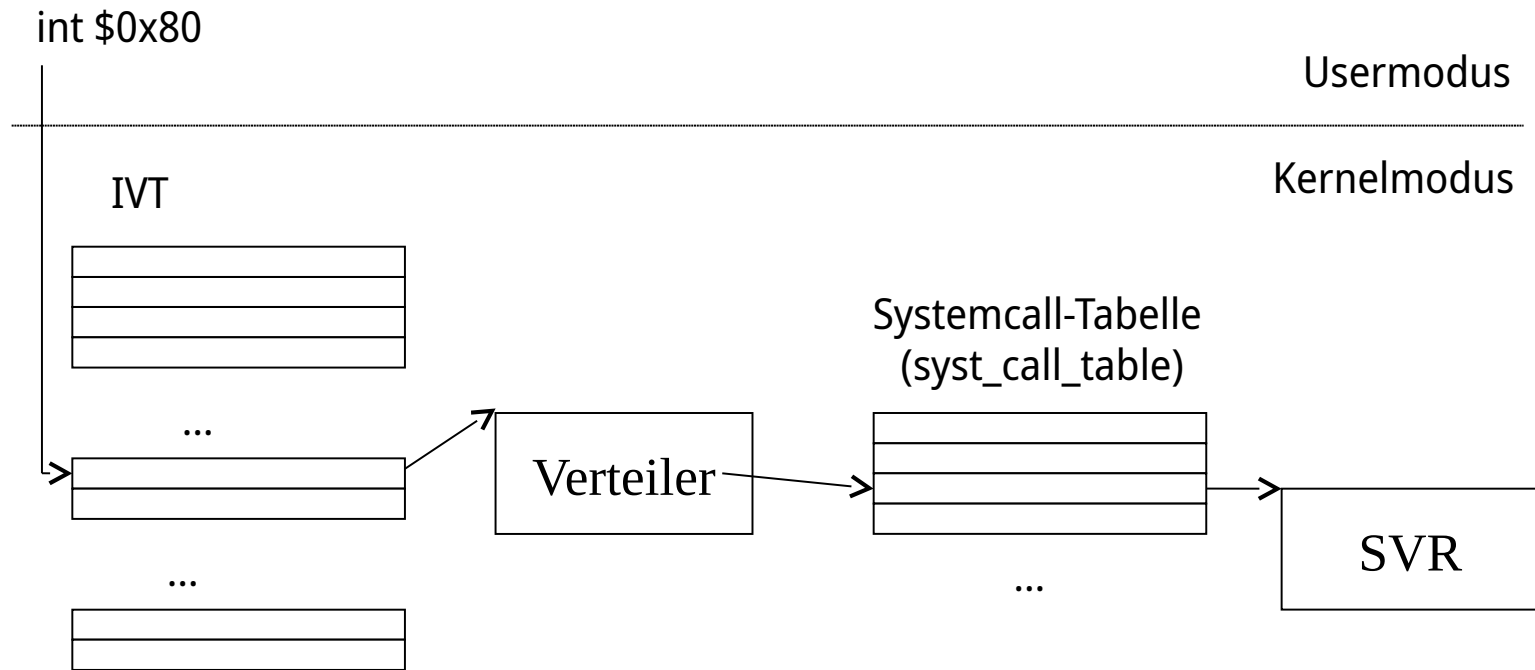 int $0x80
Usermodus
Kernelmodus
IVT
Systemcall-Tabelle
(syst_call_table)
...
Verteiler
SVR
...
...